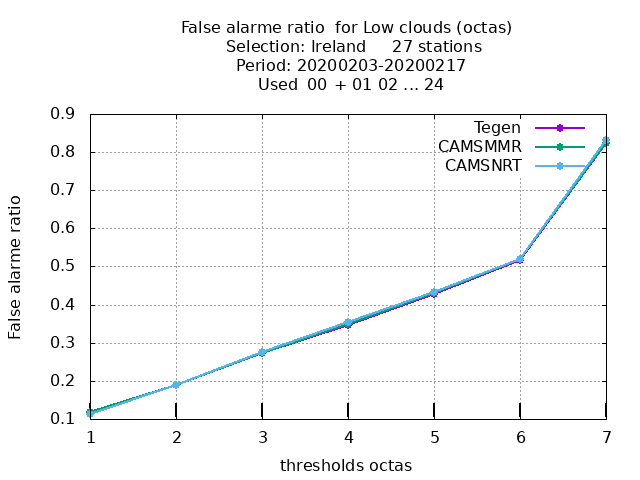 False alarme ratio  for Low clouds (octas)
Selection: Ireland     27 stations
Period: 20200203-20200217
Used  00 + 01 02 ... 24
Tegen
CAMSMMR
CAMSNRT
False alarme ratio
0.9
0.8
0.7
0.6
0.5
0.4
0.3
0.2
0.1
1 2 3 4 5 6 7
thresholds octas